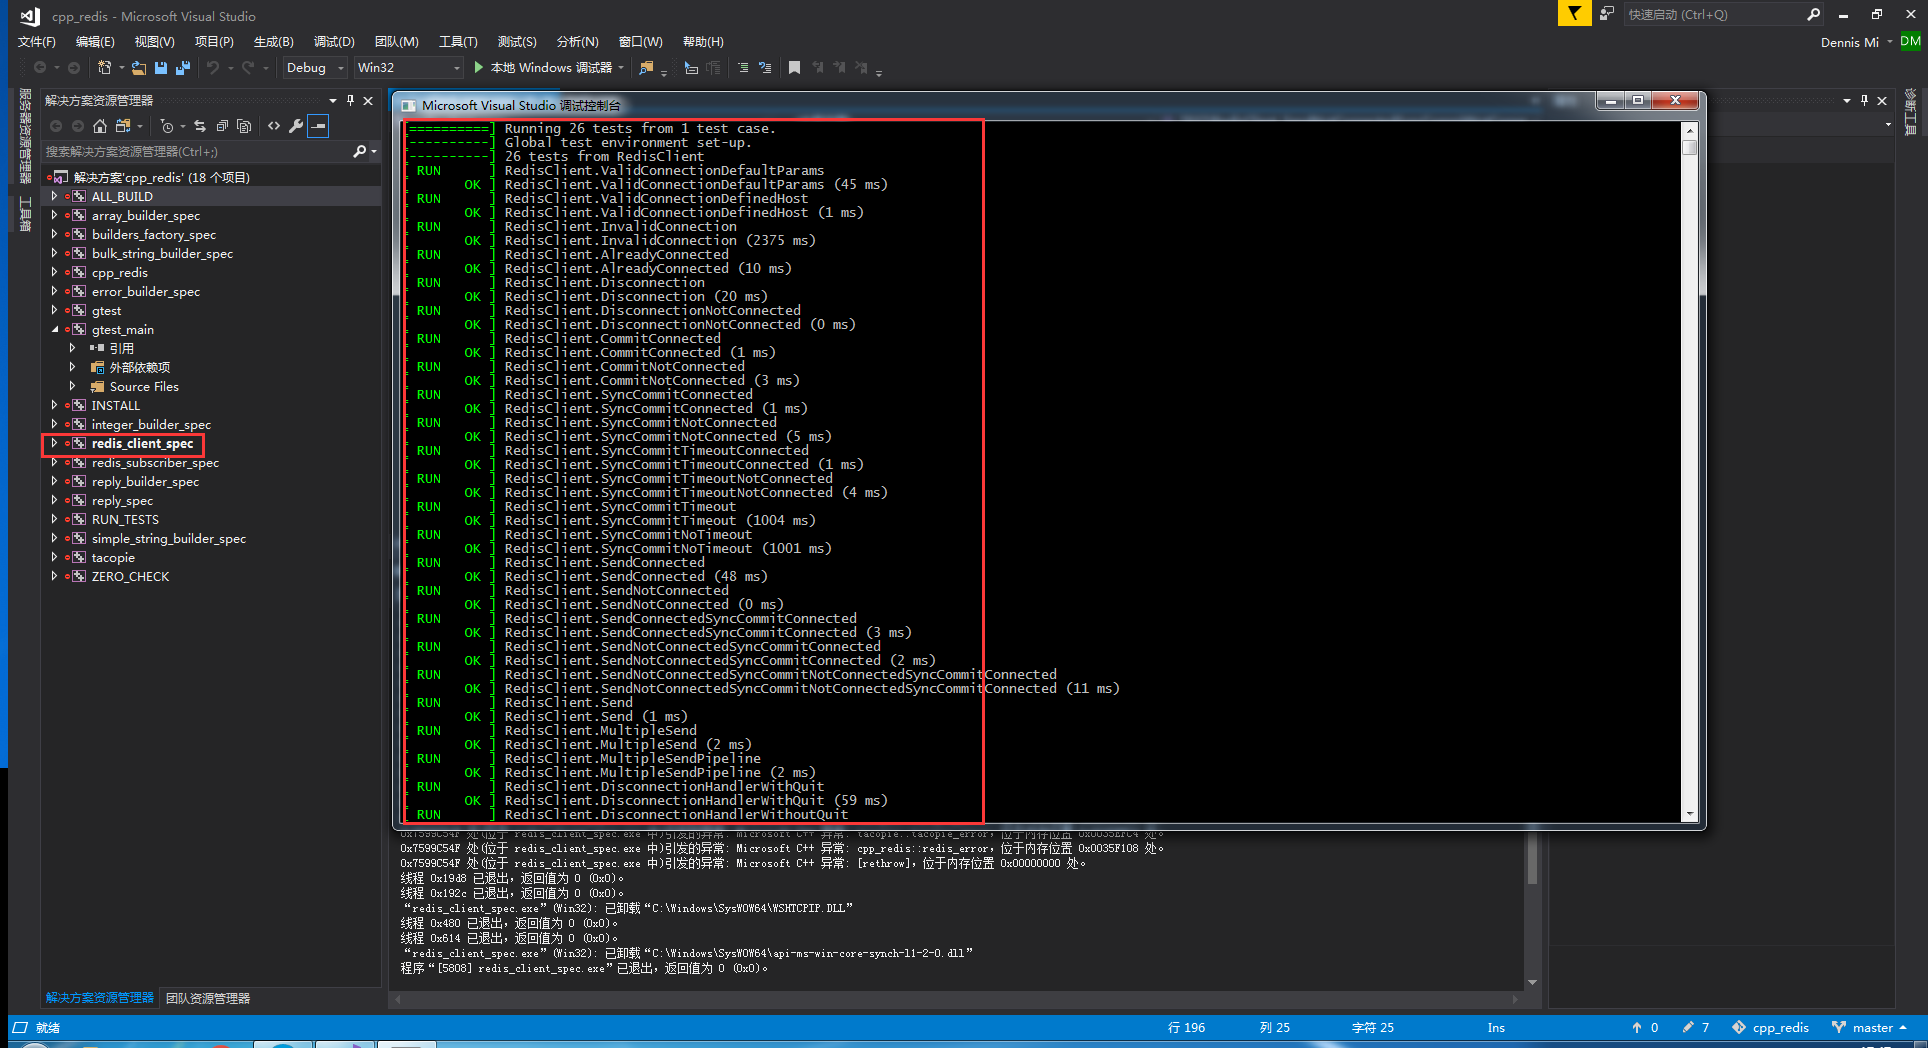 cpp_redis - Microsoft Visual Studio
快速启动 (Ctrl+Q)
文件(F) 编辑(E) 视图(V) 项目(P) 生成(B) 调试(D) 团队(M) 工具(T) 测试(S) 分析(N) 窗口(W) 帮助(H)
Dennis Mi DM
Debug Win32 本地 Windows 调试器
服务器资源管理器
工具箱
诊断工具
解决方案资源管理器
搜索解决方案资源管理器(Ctrl+;)
解决方案'cpp_redis' (18 个项目)
ALL_BUILD
array_builder_spec
builders_factory_spec
bulk_string_builder_spec
cpp_redis
error_builder_spec
gtest
gtest_main
引用
外部依赖项
Source Files
INSTALL
integer_builder_spec
redis_client_spec
redis_subscriber_spec
reply_builder_spec
reply_spec
RUN_TESTS
simple_string_builder_spec
tacopie
ZERO_CHECK
解决方案资源管理器 团队资源管理器
Microsoft Visual Studio 调试控制台
[==========] Running 26 tests from 1 test case.
[----------] Global test environment set-up.
[----------] 26 tests from RedisClient
[ RUN      ] RedisClient.ValidConnectionDefaultParams
[       OK ] RedisClient.ValidConnectionDefaultParams (45 ms)
[ RUN      ] RedisClient.ValidConnectionDefinedHost
[       OK ] RedisClient.ValidConnectionDefinedHost (1 ms)
[ RUN      ] RedisClient.InvalidConnection
[       OK ] RedisClient.InvalidConnection (2375 ms)
[ RUN      ] RedisClient.AlreadyConnected
[       OK ] RedisClient.AlreadyConnected (10 ms)
[ RUN      ] RedisClient.Disconnection
[       OK ] RedisClient.Disconnection (20 ms)
[ RUN      ] RedisClient.DisconnectionNotConnected
[       OK ] RedisClient.DisconnectionNotConnected (0 ms)
[ RUN      ] RedisClient.CommitConnected
[       OK ] RedisClient.CommitConnected (1 ms)
[ RUN      ] RedisClient.CommitNotConnected
[       OK ] RedisClient.CommitNotConnected (3 ms)
[ RUN      ] RedisClient.SyncCommitConnected
[       OK ] RedisClient.SyncCommitConnected (1 ms)
[ RUN      ] RedisClient.SyncCommitNotConnected
[       OK ] RedisClient.SyncCommitNotConnected (5 ms)
[ RUN      ] RedisClient.SyncCommitTimeoutConnected
[       OK ] RedisClient.SyncCommitTimeoutConnected (1 ms)
[ RUN      ] RedisClient.SyncCommitTimeoutNotConnected
[       OK ] RedisClient.SyncCommitTimeoutNotConnected (4 ms)
[ RUN      ] RedisClient.SyncCommitTimeout
[       OK ] RedisClient.SyncCommitTimeout (1004 ms)
[ RUN      ] RedisClient.SyncCommitNoTimeout
[       OK ] RedisClient.SyncCommitNoTimeout (1001 ms)
[ RUN      ] RedisClient.SendConnected
[       OK ] RedisClient.SendConnected (48 ms)
[ RUN      ] RedisClient.SendNotConnected
[       OK ] RedisClient.SendNotConnected (0 ms)
[ RUN      ] RedisClient.SendConnectedSyncCommitConnected
[       OK ] RedisClient.SendConnectedSyncCommitConnected (3 ms)
[ RUN      ] RedisClient.SendNotConnectedSyncCommitConnected
[       OK ] RedisClient.SendNotConnectedSyncCommitConnected (2 ms)
[ RUN      ] RedisClient.SendNotConnectedSyncCommitNotConnectedSyncCommitConnected
[       OK ] RedisClient.SendNotConnectedSyncCommitNotConnectedSyncCommitConnected (11 ms)
[ RUN      ] RedisClient.Send
[       OK ] RedisClient.Send (1 ms)
[ RUN      ] RedisClient.MultipleSend
[       OK ] RedisClient.MultipleSend (2 ms)
[ RUN      ] RedisClient.MultipleSendPipeline
[       OK ] RedisClient.MultipleSendPipeline (2 ms)
[ RUN      ] RedisClient.DisconnectionHandlerWithQuit
[       OK ] RedisClient.DisconnectionHandlerWithQuit (59 ms)
[ RUN      ] RedisClient.DisconnectionHandlerWithoutQuit
0x7599C54F 处(位于 redis_client_spec.exe 中)引发的异常: Microsoft C++ 异常: tacopie::tacopie_error，位于内存位置 0x0035EFC4 处。
0x7599C54F 处(位于 redis_client_spec.exe 中)引发的异常: Microsoft C++ 异常: cpp_redis::redis_error，位于内存位置 0x0035F108 处。
0x7599C54F 处(位于 redis_client_spec.exe 中)引发的异常: Microsoft C++ 异常: [rethrow]，位于内存位置 0x00000000 处。
线程 0x19d8 已退出，返回值为 0 (0x0)。
线程 0x192c 已退出，返回值为 0 (0x0)。
“redis_client_spec.exe”(Win32): 已卸载“C:\Windows\SysWOW64\WSHTCPIP.DLL”
线程 0x480 已退出，返回值为 0 (0x0)。
线程 0x614 已退出，返回值为 0 (0x0)。
“redis_client_spec.exe”(Win32): 已卸载“C:\Windows\SysWOW64\api-ms-win-core-synch-l1-2-0.dll”
程序“[5808] redis_client_spec.exe”已退出，返回值为 0 (0x0)。
就绪 行 196 列 25 字符 25 Ins 0 7 cpp_redis master